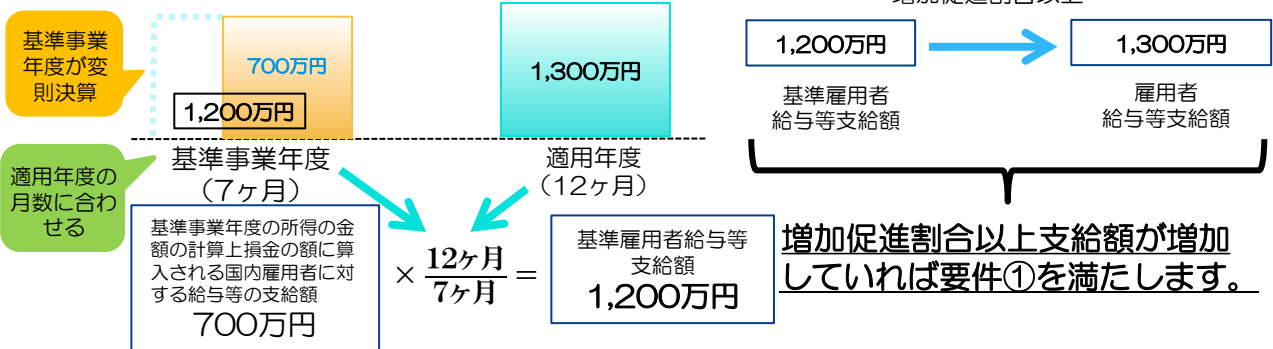 増加促進割合以上
基準事業
年度が変
則決算
700万円
1,200万円
1,300万円
1,200万円
1,300万円
基準雇用者
給与等支給額
雇用者
給与等支給額
適用年度の
月数に合わ
せる
基準事業年度
（7ヶ月）
適用年度
（12ヶ月）
基準事業年度の所得の金
額の計算上損金の額に算
入される国内雇用者に対
する給与等の支給額
700万円
× 12ヶ月/7ヶ月 =
基準雇用者給与等
支給額
1,200万円
増加促進割合以上支給額が増加
していれば要件①を満たします。